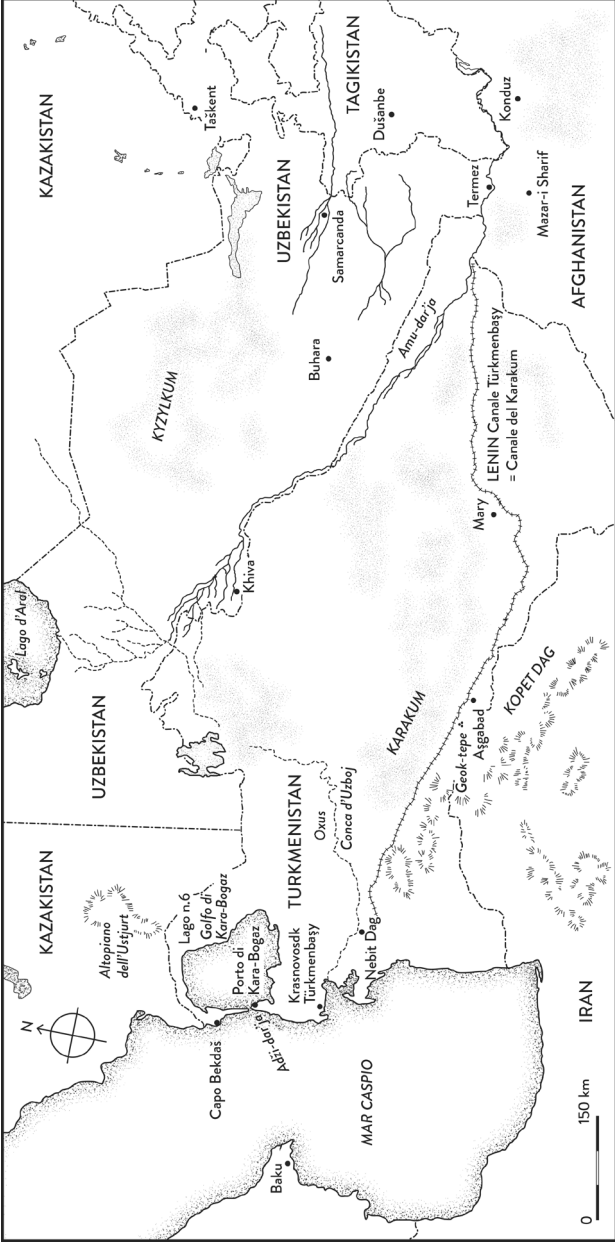 KAZAKISTAN
N
Altopiano
dell'Ustjurt
Lago n.6
Golfo di
Kara-Bogaz
Porto di
Kara-Bogaz
Capo Bekdaš
Adži-dar'ja
Krasnovosdk
Türkmenbaşy
Baku
MAR CASPIO
Nebit Dag
IRAN
0
150 km
UZBEKISTAN
Lago d'Aral
TURKMENISTAN
Oxus
Conca d'Uzboj
KARAKUM
Geok-tepe
Aşgabad
KOPET DAG
Khiva
Mary
LENIN Canale Türkmenbaşy
= Canale del Karakum
KYZYLKUM
Buhara
Amu-dar'ja
KAZAKISTAN
Taškent
UZBEKISTAN
Samarcanda
TAGIKISTAN
Dušanbe
Termez
Konduz
Mazar-i Sharif
AFGHANISTAN